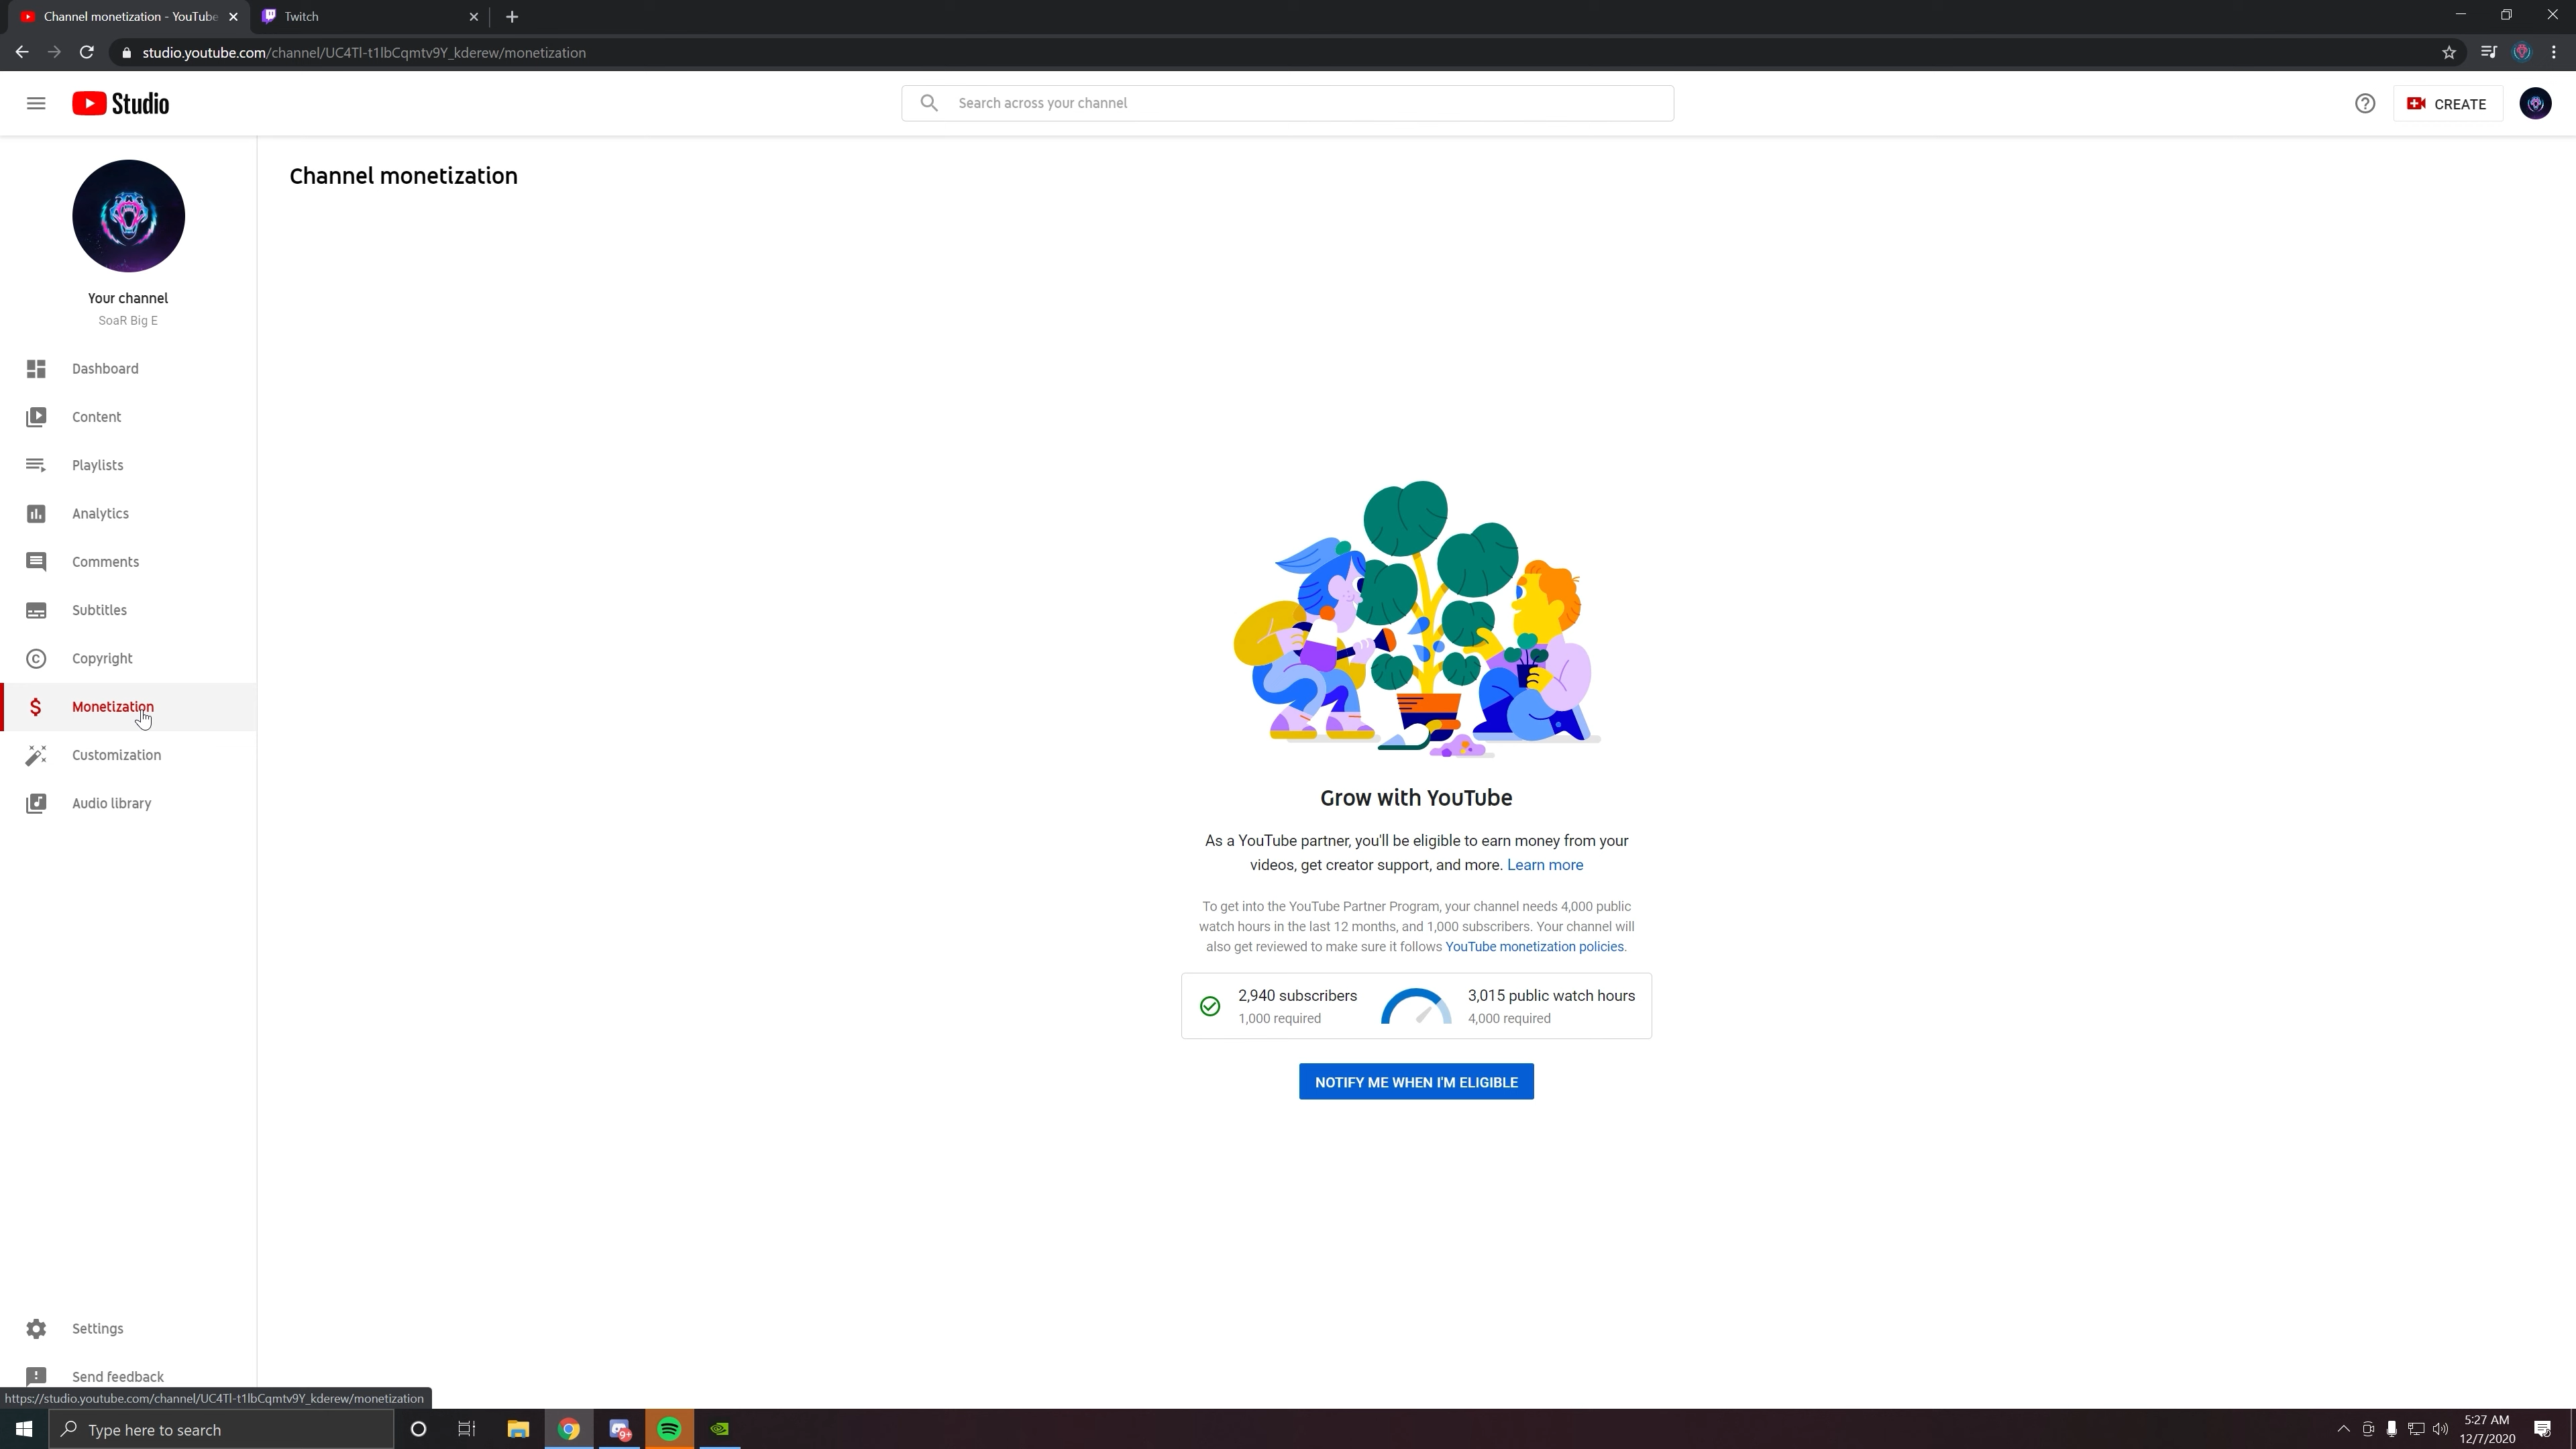 Channel monetization - YouTube
Twitch
studio.youtube.com/channel/UC4Tl-t1lbCqmtv9Y_kderew/monetization
Studio
Search across your channel
CREATE
Channel monetization
Your channel
SoaR Big E
Dashboard
Content
Playlists
Analytics
Comments
Subtitles
Copyright
Monetization
Customization
Audio library
Grow with YouTube
As a YouTube partner, you'll be eligible to earn money from your
videos, get creator support, and more. Learn more
To get into the YouTube Partner Program, your channel needs 4,000 public
watch hours in the last 12 months, and 1,000 subscribers. Your channel will
also get reviewed to make sure it follows YouTube monetization policies.
2,940 subscribers
1,000 required
3,015 public watch hours
4,000 required
NOTIFY ME WHEN I'M ELIGIBLE
Settings
Send feedback
https://studio.youtube.com/channel/UC4Tl-t1lbCqmtv9Y_kderew/monetization
Type here to search
9+
5:27 AM
12/7/2020